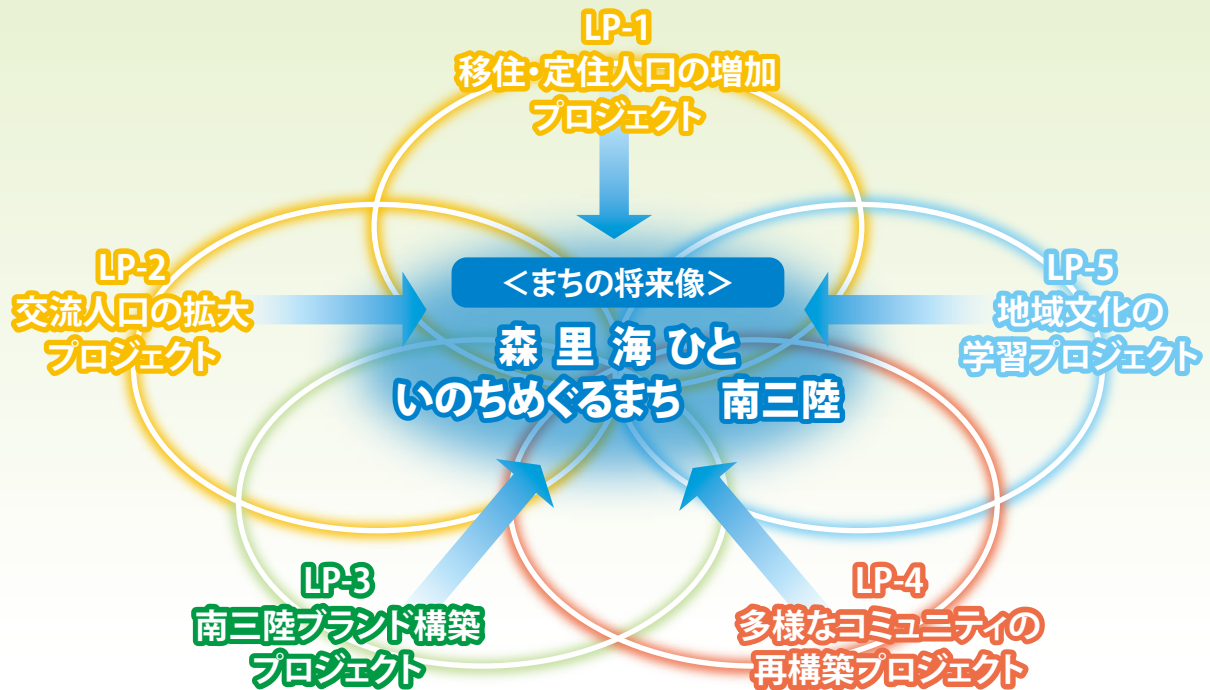 LP-1
移住・定住人口の増加
プロジェクト
LP-2
交流人口の拡大
プロジェクト
<まちの将来像>
森 里 海 ひと
いのちめぐるまち　南三陸
LP-5
地域文化の
学習プロジェクト
LP-3
南三陸ブランド構築
プロジェクト
LP-4
多様なコミュニティの
再構築プロジェクト